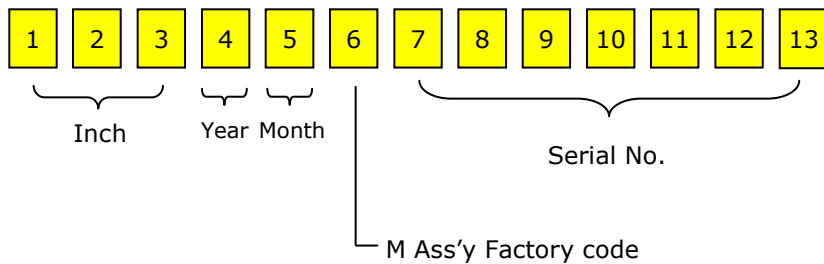 1 2 3 4 5 6 7 8 9 10 11 12 13
Inch Year Month
Serial No.
M Ass’y Factory code